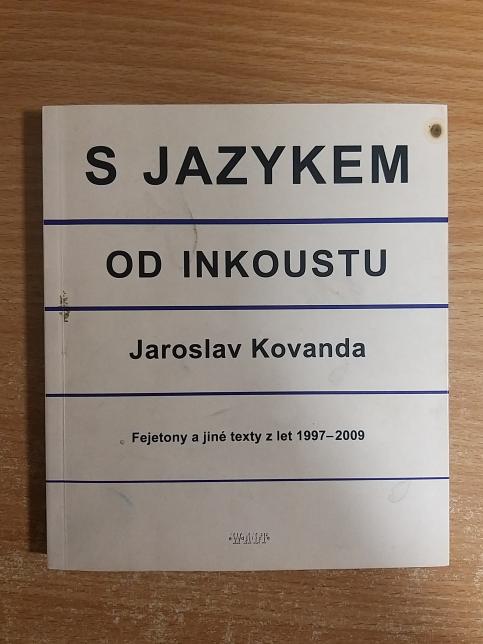 S JAZYKEM
OD INKOUSTU
Jaroslav Kovanda
Fejetony a jiné texty z let 1997–2009